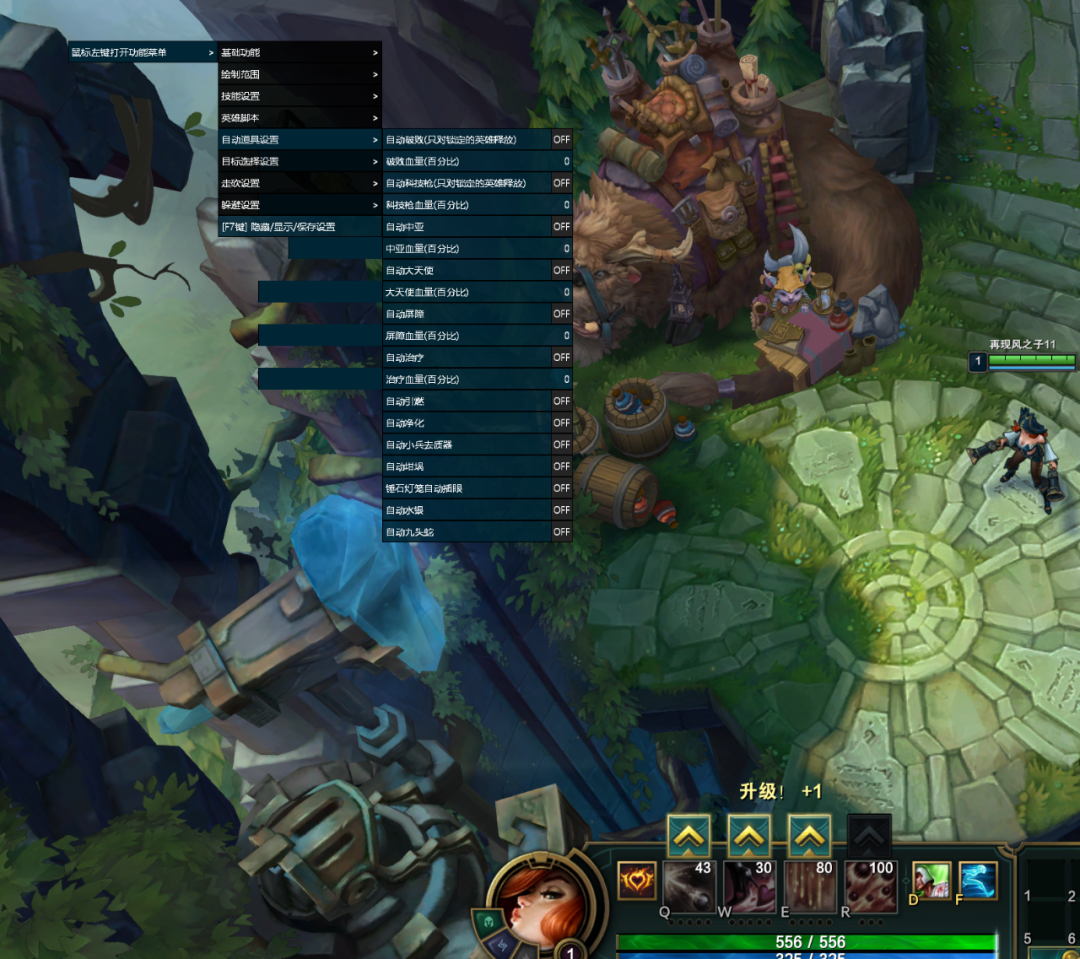 鼠标左键打开功能菜单 >
基础功能 >
绘制范围 >
技能设置 >
英雄脚本 >
自动道具设置 >
目标选择设置 >
走砍设置 >
躲避设置 >
[F7键] 隐藏/显示/保存设置
自动破败(只对锁定的英雄释放) OFF
破败血量(百分比) 0
自动科技枪(只对锁定的英雄释放) OFF
科技枪血量(百分比) 0
自动中亚 OFF
中亚血量(百分比) 0
自动大天使 OFF
大天使血量(百分比) 0
自动屏障 OFF
屏障血量(百分比) 0
自动治疗 OFF
治疗血量(百分比) 0
自动引燃 OFF
自动净化 OFF
自动小兵去质器 OFF
自动坩埚 OFF
锤石灯笼自动插眼 OFF
自动水银 OFF
自动九头蛇 OFF
再现风之子11
1
升级! +1
43 30 80 100
Q W E R D F
1 2
5 6
1
556 / 556
325 / 325